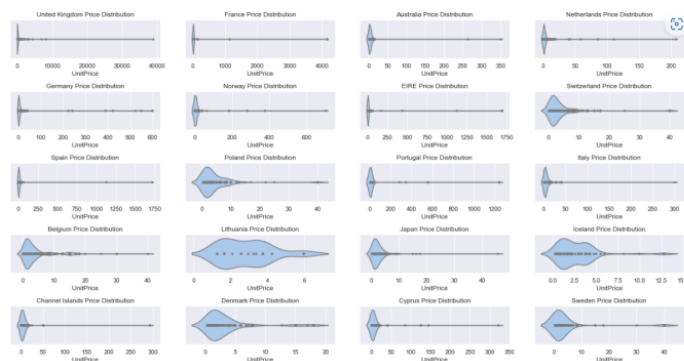 United Kingdom Price Distribution
France Price Distribution
Australia Price Distribution
Netherlands Price Distribution
0 10000 20000 30000 40000
0 1000 2000 3000 4000
0 50 100 150 200 250 300 350
0 50 100 150 200
UnitPrice
UnitPrice
UnitPrice
UnitPrice
Germany Price Distribution
Norway Price Distribution
EIRE Price Distribution
Switzerland Price Distribution
0 100 200 300 400 500 600
0 200 400 600
0 250 500 750 1000 1250 1500 1750
0 20 40
UnitPrice
UnitPrice
UnitPrice
UnitPrice
Spain Price Distribution
Poland Price Distribution
Portugal Price Distribution
Italy Price Distribution
0 250 500 750 1000 1250 1500 1750
0 10 20 30 40
0 200 400 600 800 1000 1200
0 50 100 150 200 250 300
UnitPrice
UnitPrice
UnitPrice
UnitPrice
Belgium Price Distribution
Lithuania Price Distribution
Japan Price Distribution
Iceland Price Distribution
0 10 20 30 40
0 2 4 6
0 10 20 30 40
0.0 2.5 5.0 7.5 10.0 12.5
UnitPrice
UnitPrice
UnitPrice
UnitPrice
Channel Islands Price Distribution
Denmark Price Distribution
Cyprus Price Distribution
Sweden Price Distribution
0 50 100 150 200 250 300
0 5 10 15 20
0 50 100 150 200 250 300 350
0 10 20 30 40
UnitPrice
UnitPrice
UnitPrice
UnitPrice